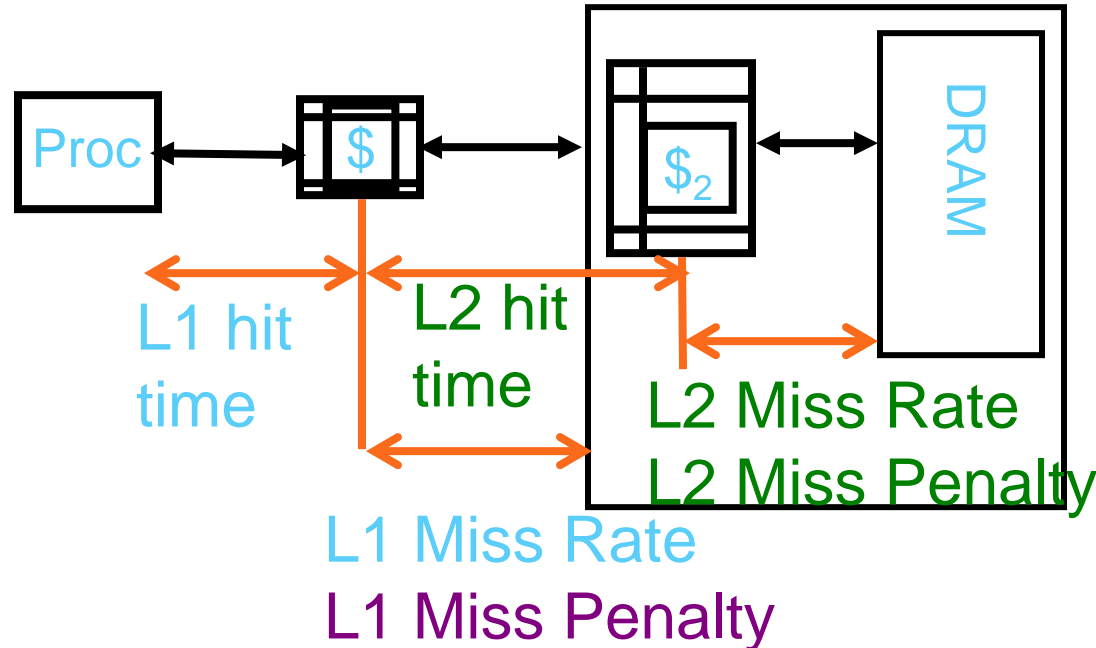 Proc
$
$2
DRAM
L1 hit
time
L2 hit
time
L2 Miss Rate
L2 Miss Penalty
L1 Miss Rate
L1 Miss Penalty